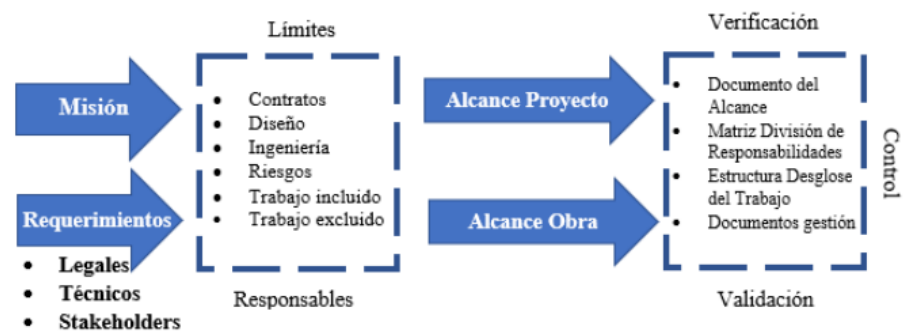 Misión
Requerimientos
• Legales
• Técnicos
• Stakeholders
Límites
• Contratos
• Diseño
• Ingeniería
• Riesgos
• Trabajo incluido
• Trabajo excluido
Responsables
Alcance Proyecto
Alcance Obra
Verificación
• Documento del
Alcance
• Matriz División de
Responsabilidades
• Estructura Desglose
del Trabajo
• Documentos gestión
Validación
Control